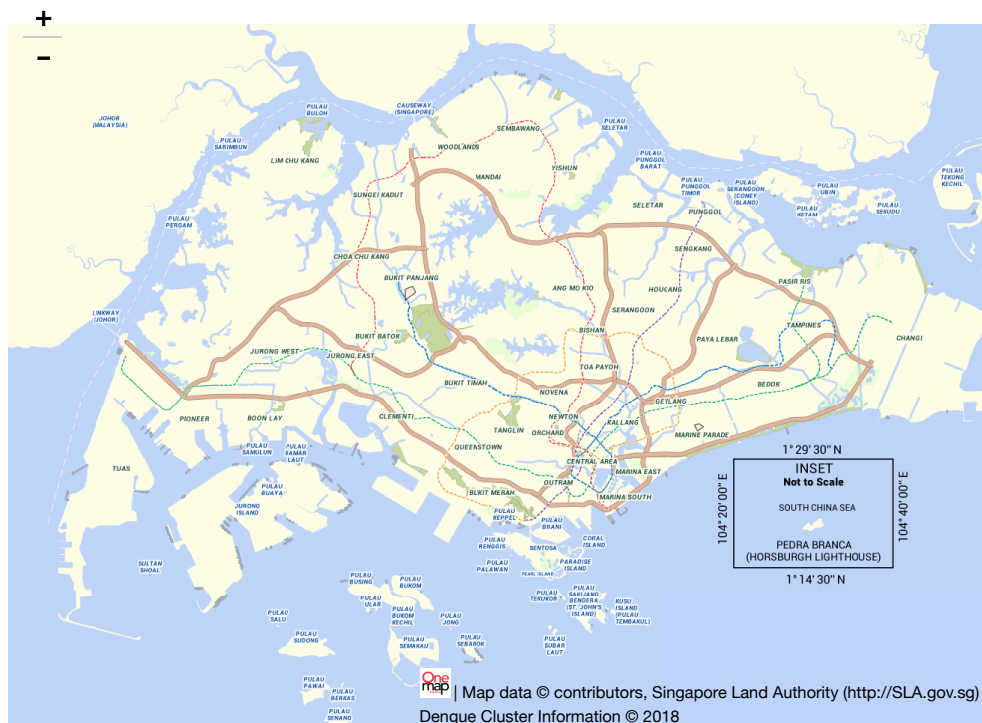 +
-
PULAU
BULOH
CAUSEWAY
(SINGAPORE)
JOHOR
(MALAYSIA)
PULAU
SARIMBUN
LIM CHU KANG
WOODLANDS
SEMBAWANG
PULAU
SELETAR
MANDAI
YISHUN
PULAU
PUNGGOL
BARAT
PULAU
PUNGGOL
TIMOR
PULAU
SERANGOON
(CONEY
ISLAND)
PULAU
UBIN
PULAU
KETAM
PULAU
SEKUDU
PULAU
TEKONG
KECHIL
SUNGEI KADUT
SELETAR
PUNGGOL
PULAU
PERGAM
CHOA CHU KANG
BUKIT PANJANG
SENGKANG
ANG MO KIO
HOUGANG
PASIR RIS
SERANGOON
LINKWAY
(JOHOR)
BUKIT BATOK
BISHAN
PAYA LEBAR
TAMPINES
CHANGI
JURONG WEST
JURONG EAST
TOA PAYOH
BUKIT TIMAH
NOVENA
BEDOK
GEYLANG
PIONEER
BOON LAY
CLEMENTI
NEWTON
KALLANG
TANGLIN
ORCHARD
MARINE PARADE
QUEENSTOWN
PULAU
SAMULUN
PULAU
DAMAR
LAUT
CENTRAL AREA
MARINA EAST
TUAS
PULAU
BUAYA
JURONG
ISLAND
OUTRAM
BUKIT MERAH
MARINA SOUTH
PULAU
KEPPEL
PULAU
BRANI
1° 29' 30" N
INSET
Not to Scale
SOUTH CHINA SEA
PEDRA BRANCA
(HORSBURGH LIGHTHOUSE)
104° 20' 00" E
104° 40' 00" E
1° 14' 30" N
PULAU
RENGGIS
SENTOSA
CORAL
ISLAND
PULAU
PALAWAN
PARADISE
ISLAND
PEARL ISLAND
SULTAN
SHOAL
PULAU
BUSING
PULAU
BUKOM
PULAU
ULAR
PULAU
BUKOM
KECHIL
PULAU
TEKUKOR
PULAU
SAKIJANG
BENDERA
(ST. JOHN'S
ISLAND)
KUSU
ISLAND
(PULAU
TEMBAKUL)
PULAU
SALU
PULAU
JONG
PULAU
SUDONG
PULAU
SEMAKAU
PULAU
SEBAROK
PULAU
SUBAR
LAUT
PULAU
PAWAI
PULAU
BERKAS
PULAU
SENANG
One
map
| Map data © contributors, Singapore Land Authority (http://SLA.gov.sg)
Dengue Cluster Information © 2018